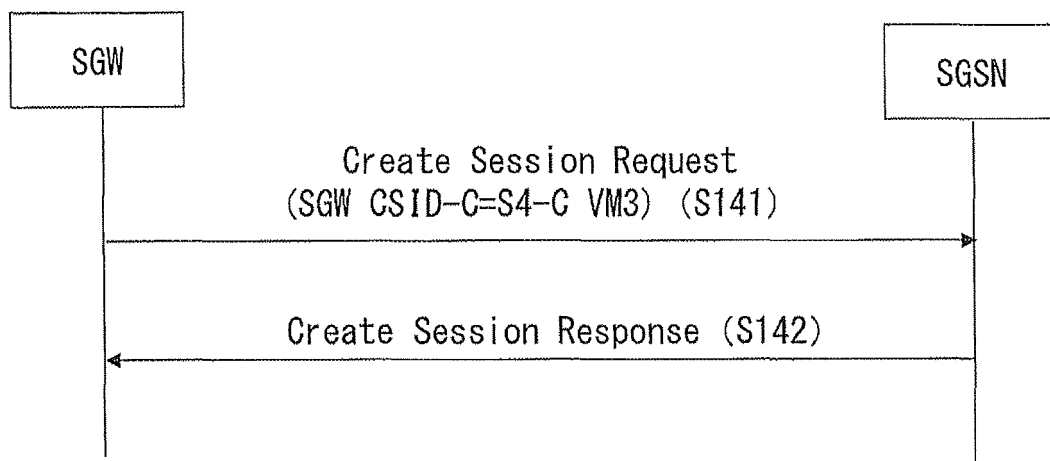 SGW
SGSN
Create Session Request
(SGW CSID-C=S4-C VM3) (S141)
Create Session Response (S142)